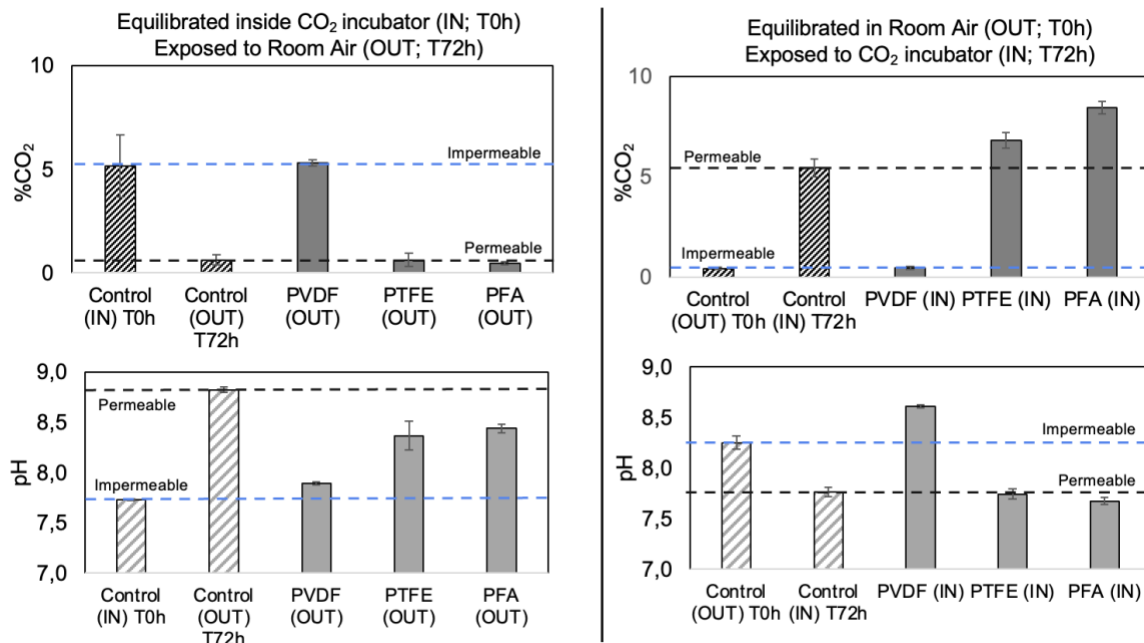 Equilibrated inside CO₂ incubator (IN; T0h)
Exposed to Room Air (OUT; T72h)
10
5
0
%CO₂
Impermeable
Permeable
Control (IN) T0h
Control (OUT) T72h
PVDF (OUT)
PTFE (OUT)
PFA (OUT)
9,0
8,5
8,0
7,5
7,0
pH
Permeable
Impermeable
Control (IN) T0h
Control (OUT) T72h
PVDF (OUT)
PTFE (OUT)
PFA (OUT)
Equilibrated in Room Air (OUT; T0h)
Exposed to CO₂ incubator (IN; T72h)
10
5
0
%CO₂
Permeable
Impermeable
Control (OUT) T0h
Control (IN) T72h
PVDF (IN)
PTFE (IN)
PFA (IN)
9,0
8,5
8,0
7,5
7,0
pH
Impermeable
Permeable
Control (OUT) T0h
Control (IN) T72h
PVDF (IN)
PTFE (IN)
PFA (IN)